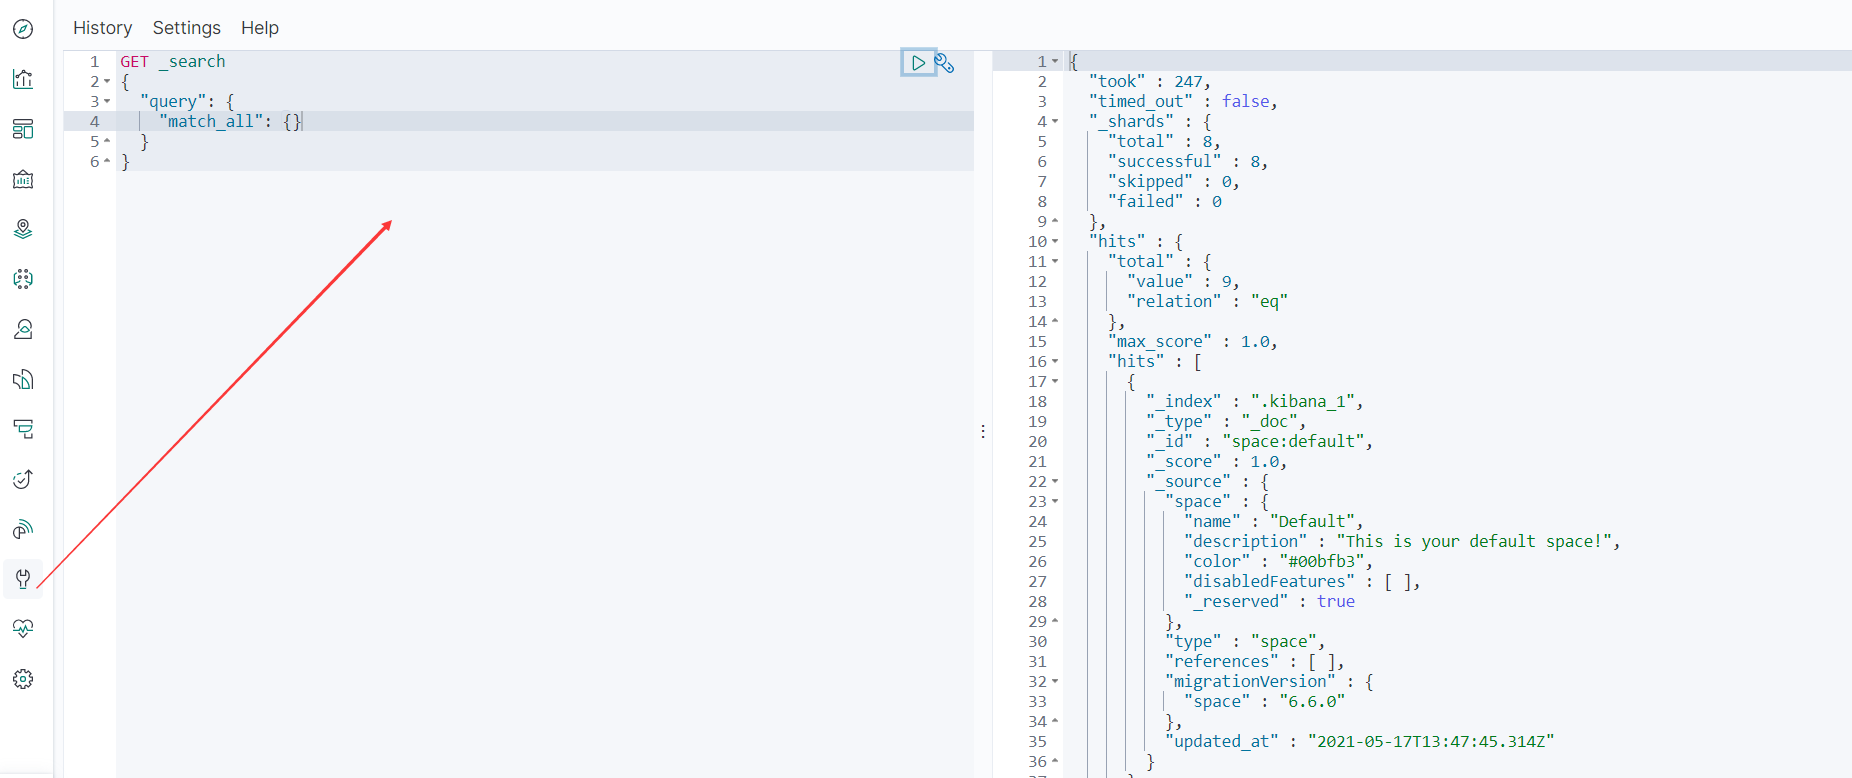 History Settings Help
1 GET _search
2 {
3 "query": {
4 "match_all": {}
5 }
6 }
1 {
2 "took" : 247,
3 "timed_out" : false,
4 "_shards" : {
5 "total" : 8,
6 "successful" : 8,
7 "skipped" : 0,
8 "failed" : 0
9 },
10 "hits" : {
11 "total" : {
12 "value" : 9,
13 "relation" : "eq"
14 },
15 "max_score" : 1.0,
16 "hits" : [
17 {
18 "_index" : ".kibana_1",
19 "_type" : "_doc",
20 "_id" : "space:default",
21 "_score" : 1.0,
22 "_source" : {
23 "space" : {
24 "name" : "Default",
25 "description" : "This is your default space!",
26 "color" : "#00bfb3",
27 "disabledFeatures" : [ ],
28 "_reserved" : true
29 },
30 "type" : "space",
31 "references" : [ ],
32 "migrationVersion" : {
33 "space" : "6.6.0"
34 },
35 "updated_at" : "2021-05-17T13:47:45.314Z"
36 }